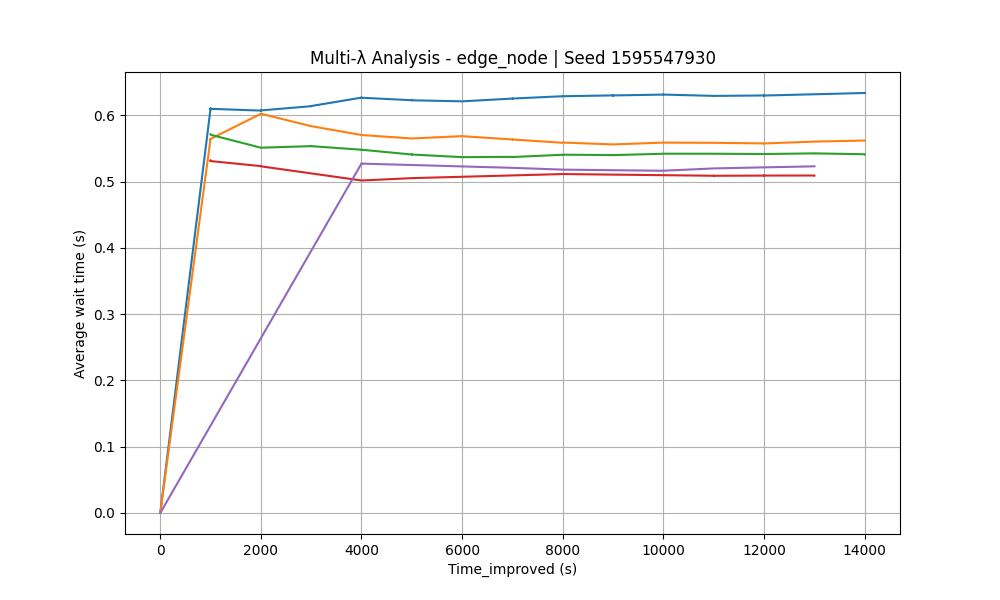 Multi-λ Analysis - edge_node | Seed 1595547930
Average wait time (s)
0.6
0.5
0.4
0.3
0.2
0.1
0.0
0 2000 4000 6000 8000 10000 12000 14000
Time_improved (s)